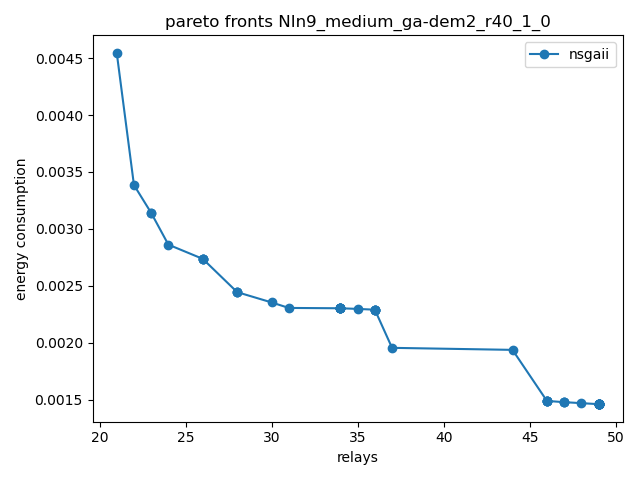 pareto fronts NIn9_medium_ga-dem2_r40_1_0
nsgaii
0.0045
0.0040
0.0035
0.0030
0.0025
0.0020
0.0015
energy consumption
20 25 30 35 40 45 50
relays